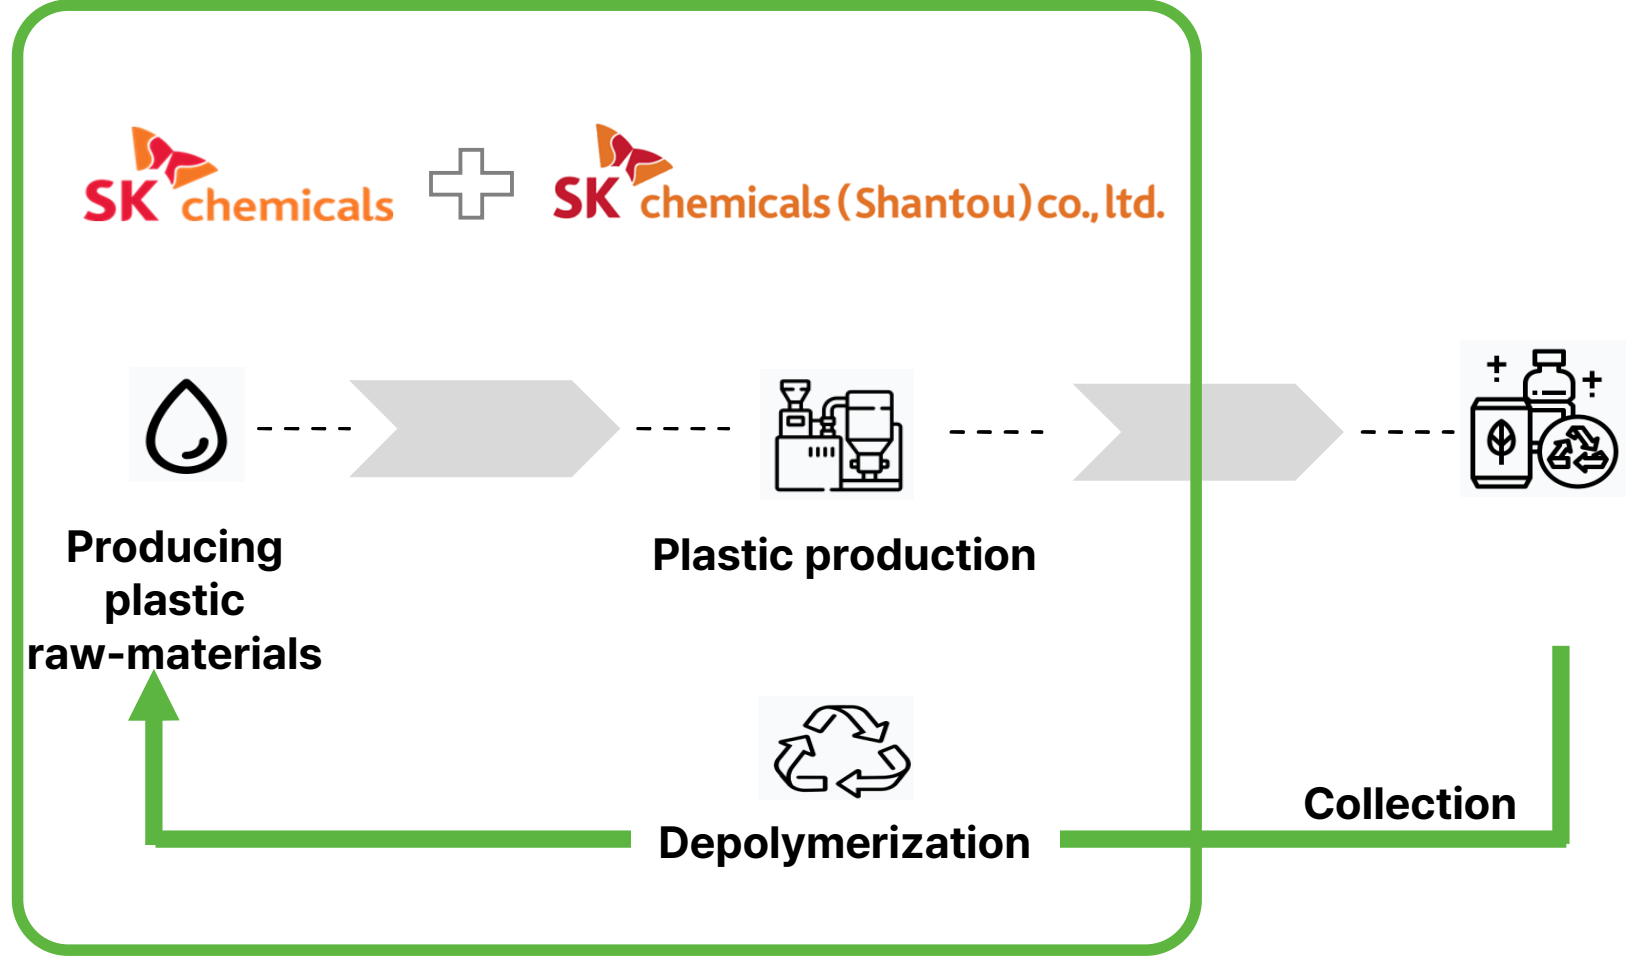 SK chemicals
SK chemicals (Shantou) co., ltd.
Producing
plastic
raw-materials
Plastic production
Depolymerization
Collection